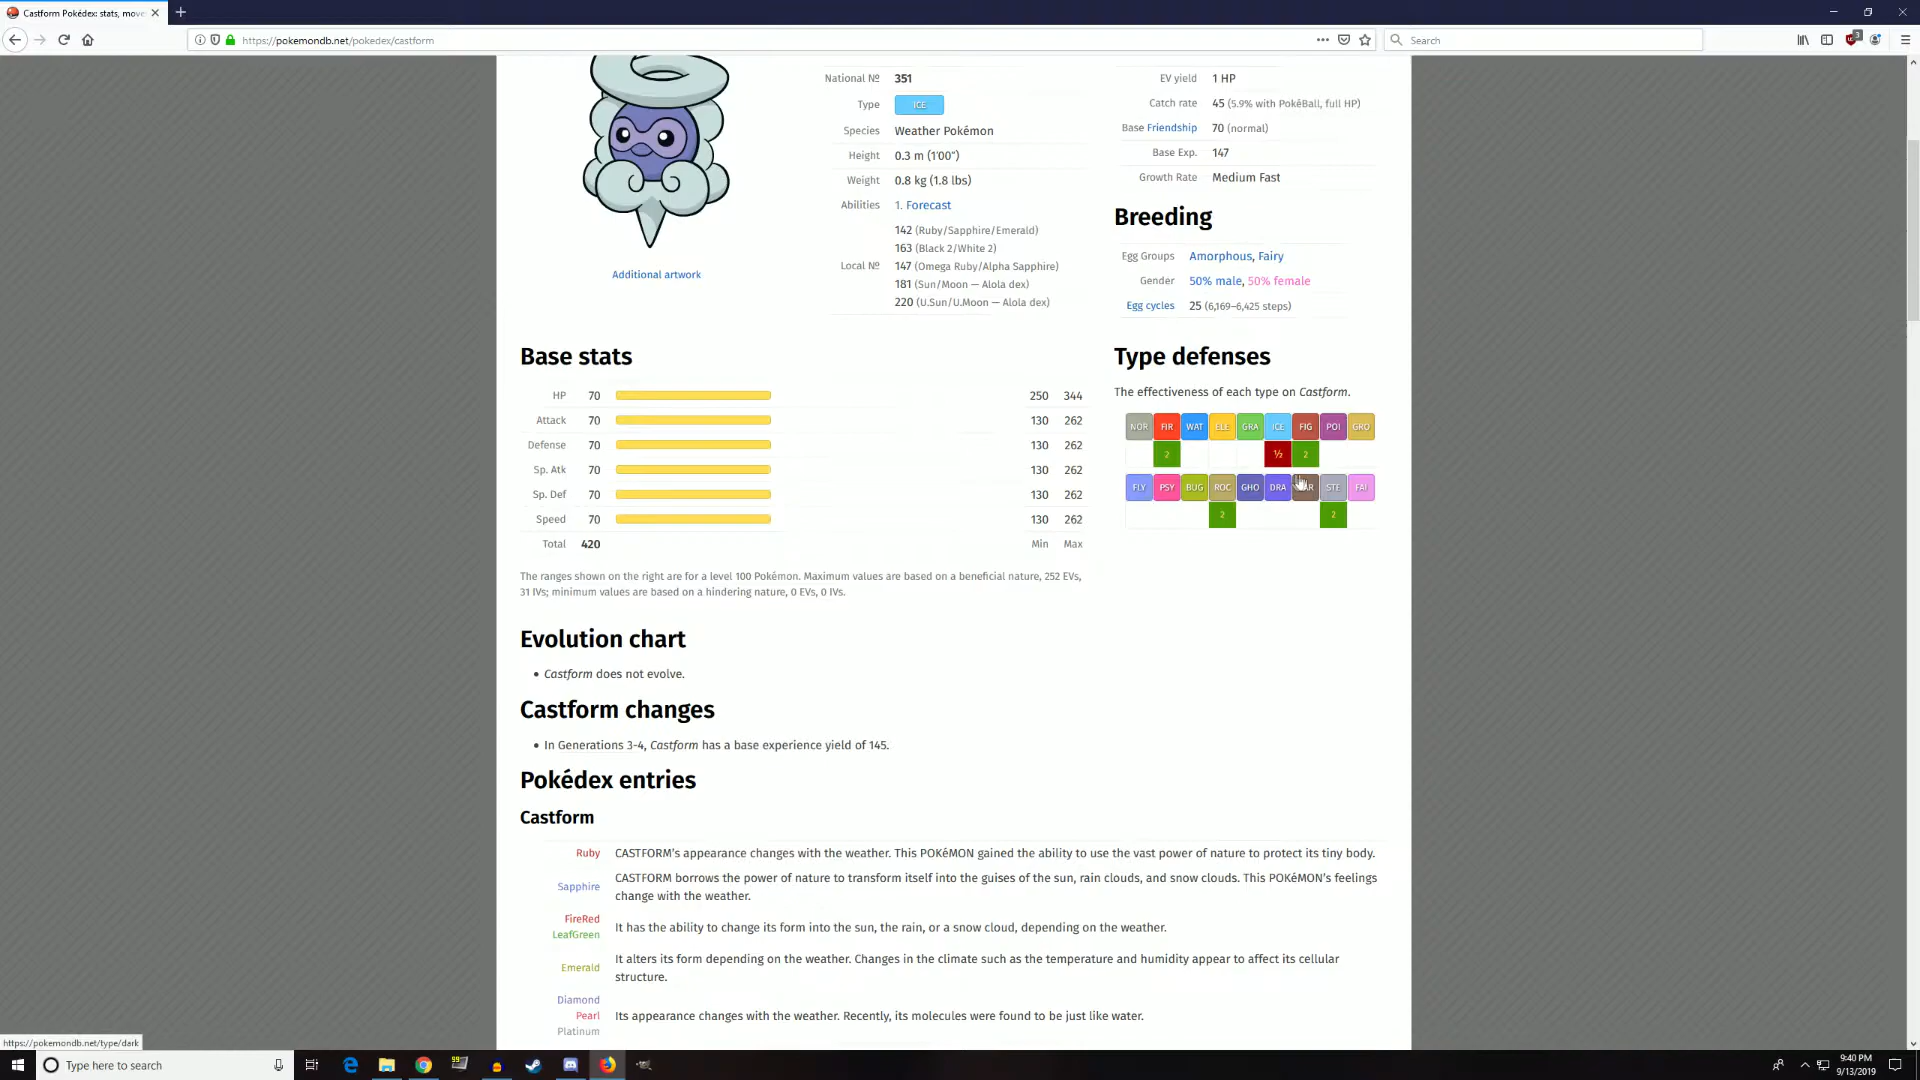 Castform Pokédex: stats, move
https://pokemondb.net/pokedex/castform
Search
3
National № 351
Type ICE
Species Weather Pokémon
Height 0.3 m (1′00″)
Weight 0.8 kg (1.8 lbs)
Abilities 1. Forecast
Local № 142 (Ruby/Sapphire/Emerald)
163 (Black 2/White 2)
147 (Omega Ruby/Alpha Sapphire)
181 (Sun/Moon — Alola dex)
220 (U.Sun/U.Moon — Alola dex)
Additional artwork
EV yield 1 HP
Catch rate 45 (5.9% with PokéBall, full HP)
Base Friendship 70 (normal)
Base Exp. 147
Growth Rate Medium Fast
Breeding
Egg Groups Amorphous, Fairy
Gender 50% male, 50% female
Egg cycles 25 (6,169–6,425 steps)
Base stats
HP 70 250 344
Attack 70 130 262
Defense 70 130 262
Sp. Atk 70 130 262
Sp. Def 70 130 262
Speed 70 130 262
Total 420 Min Max
The ranges shown on the right are for a level 100 Pokémon. Maximum values are based on a beneficial nature, 252 EVs,
31 IVs; minimum values are based on a hindering nature, 0 EVs, 0 IVs.
Type defenses
The effectiveness of each type on Castform.
NOR FIR WAT ELE GRA ICE FIG POI GRO
2 ½ 2
FLY PSY BUG ROC GHO DRA STE FAI
2 2
Evolution chart
• Castform does not evolve.
Castform changes
• In Generations 3-4, Castform has a base experience yield of 145.
Pokédex entries
Castform
Ruby CASTFORM's appearance changes with the weather. This POKéMON gained the ability to use the vast power of nature to protect its tiny body.
Sapphire CASTFORM borrows the power of nature to transform itself into the guises of the sun, rain clouds, and snow clouds. This POKéMON's feelings
change with the weather.
FireRed
LeafGreen
It has the ability to change its form into the sun, the rain, or a snow cloud, depending on the weather.
Emerald It alters its form depending on the weather. Changes in the climate such as the temperature and humidity appear to affect its cellular
structure.
Diamond
Pearl
Platinum
Its appearance changes with the weather. Recently, its molecules were found to be just like water.
https://pokemondb.net/type/dark
Type here to search
9:40 PM
9/13/2019